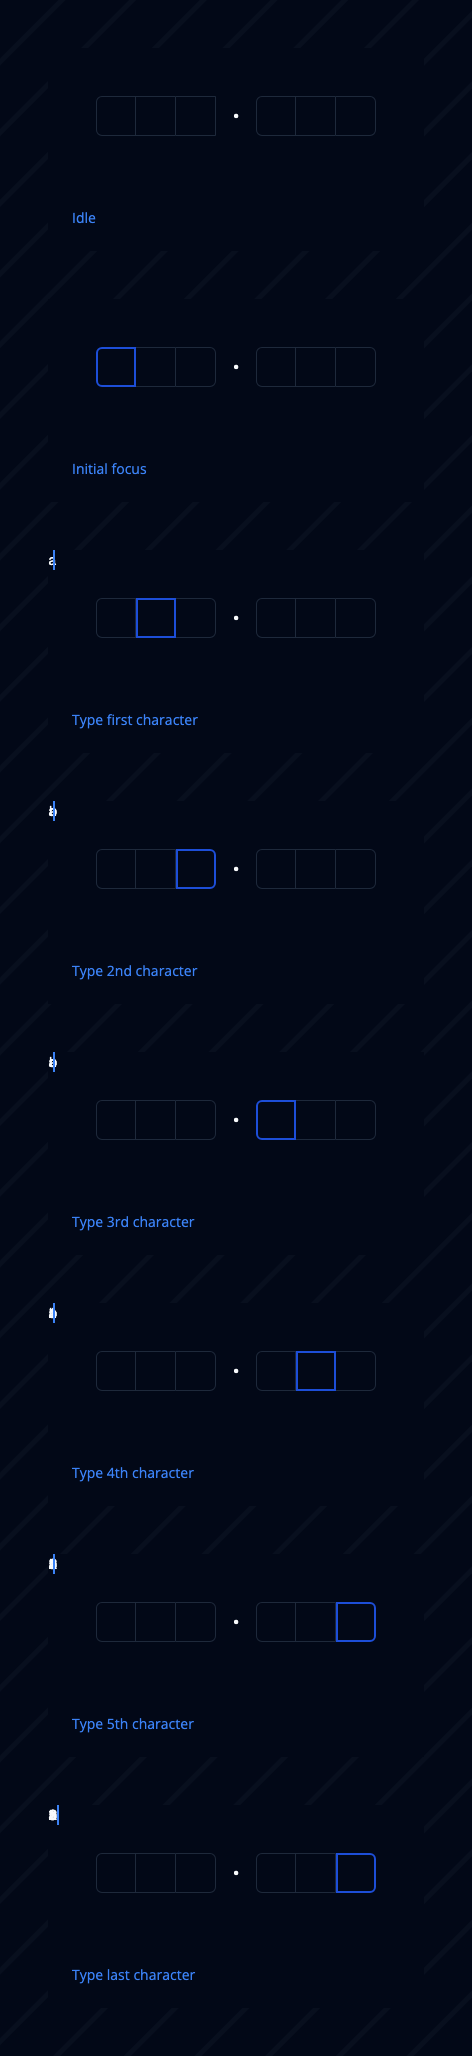 Idle
Initial focus
a
Type first character
Type 2nd character
Type 3rd character
Type 4th character
Type 5th character
Type last character